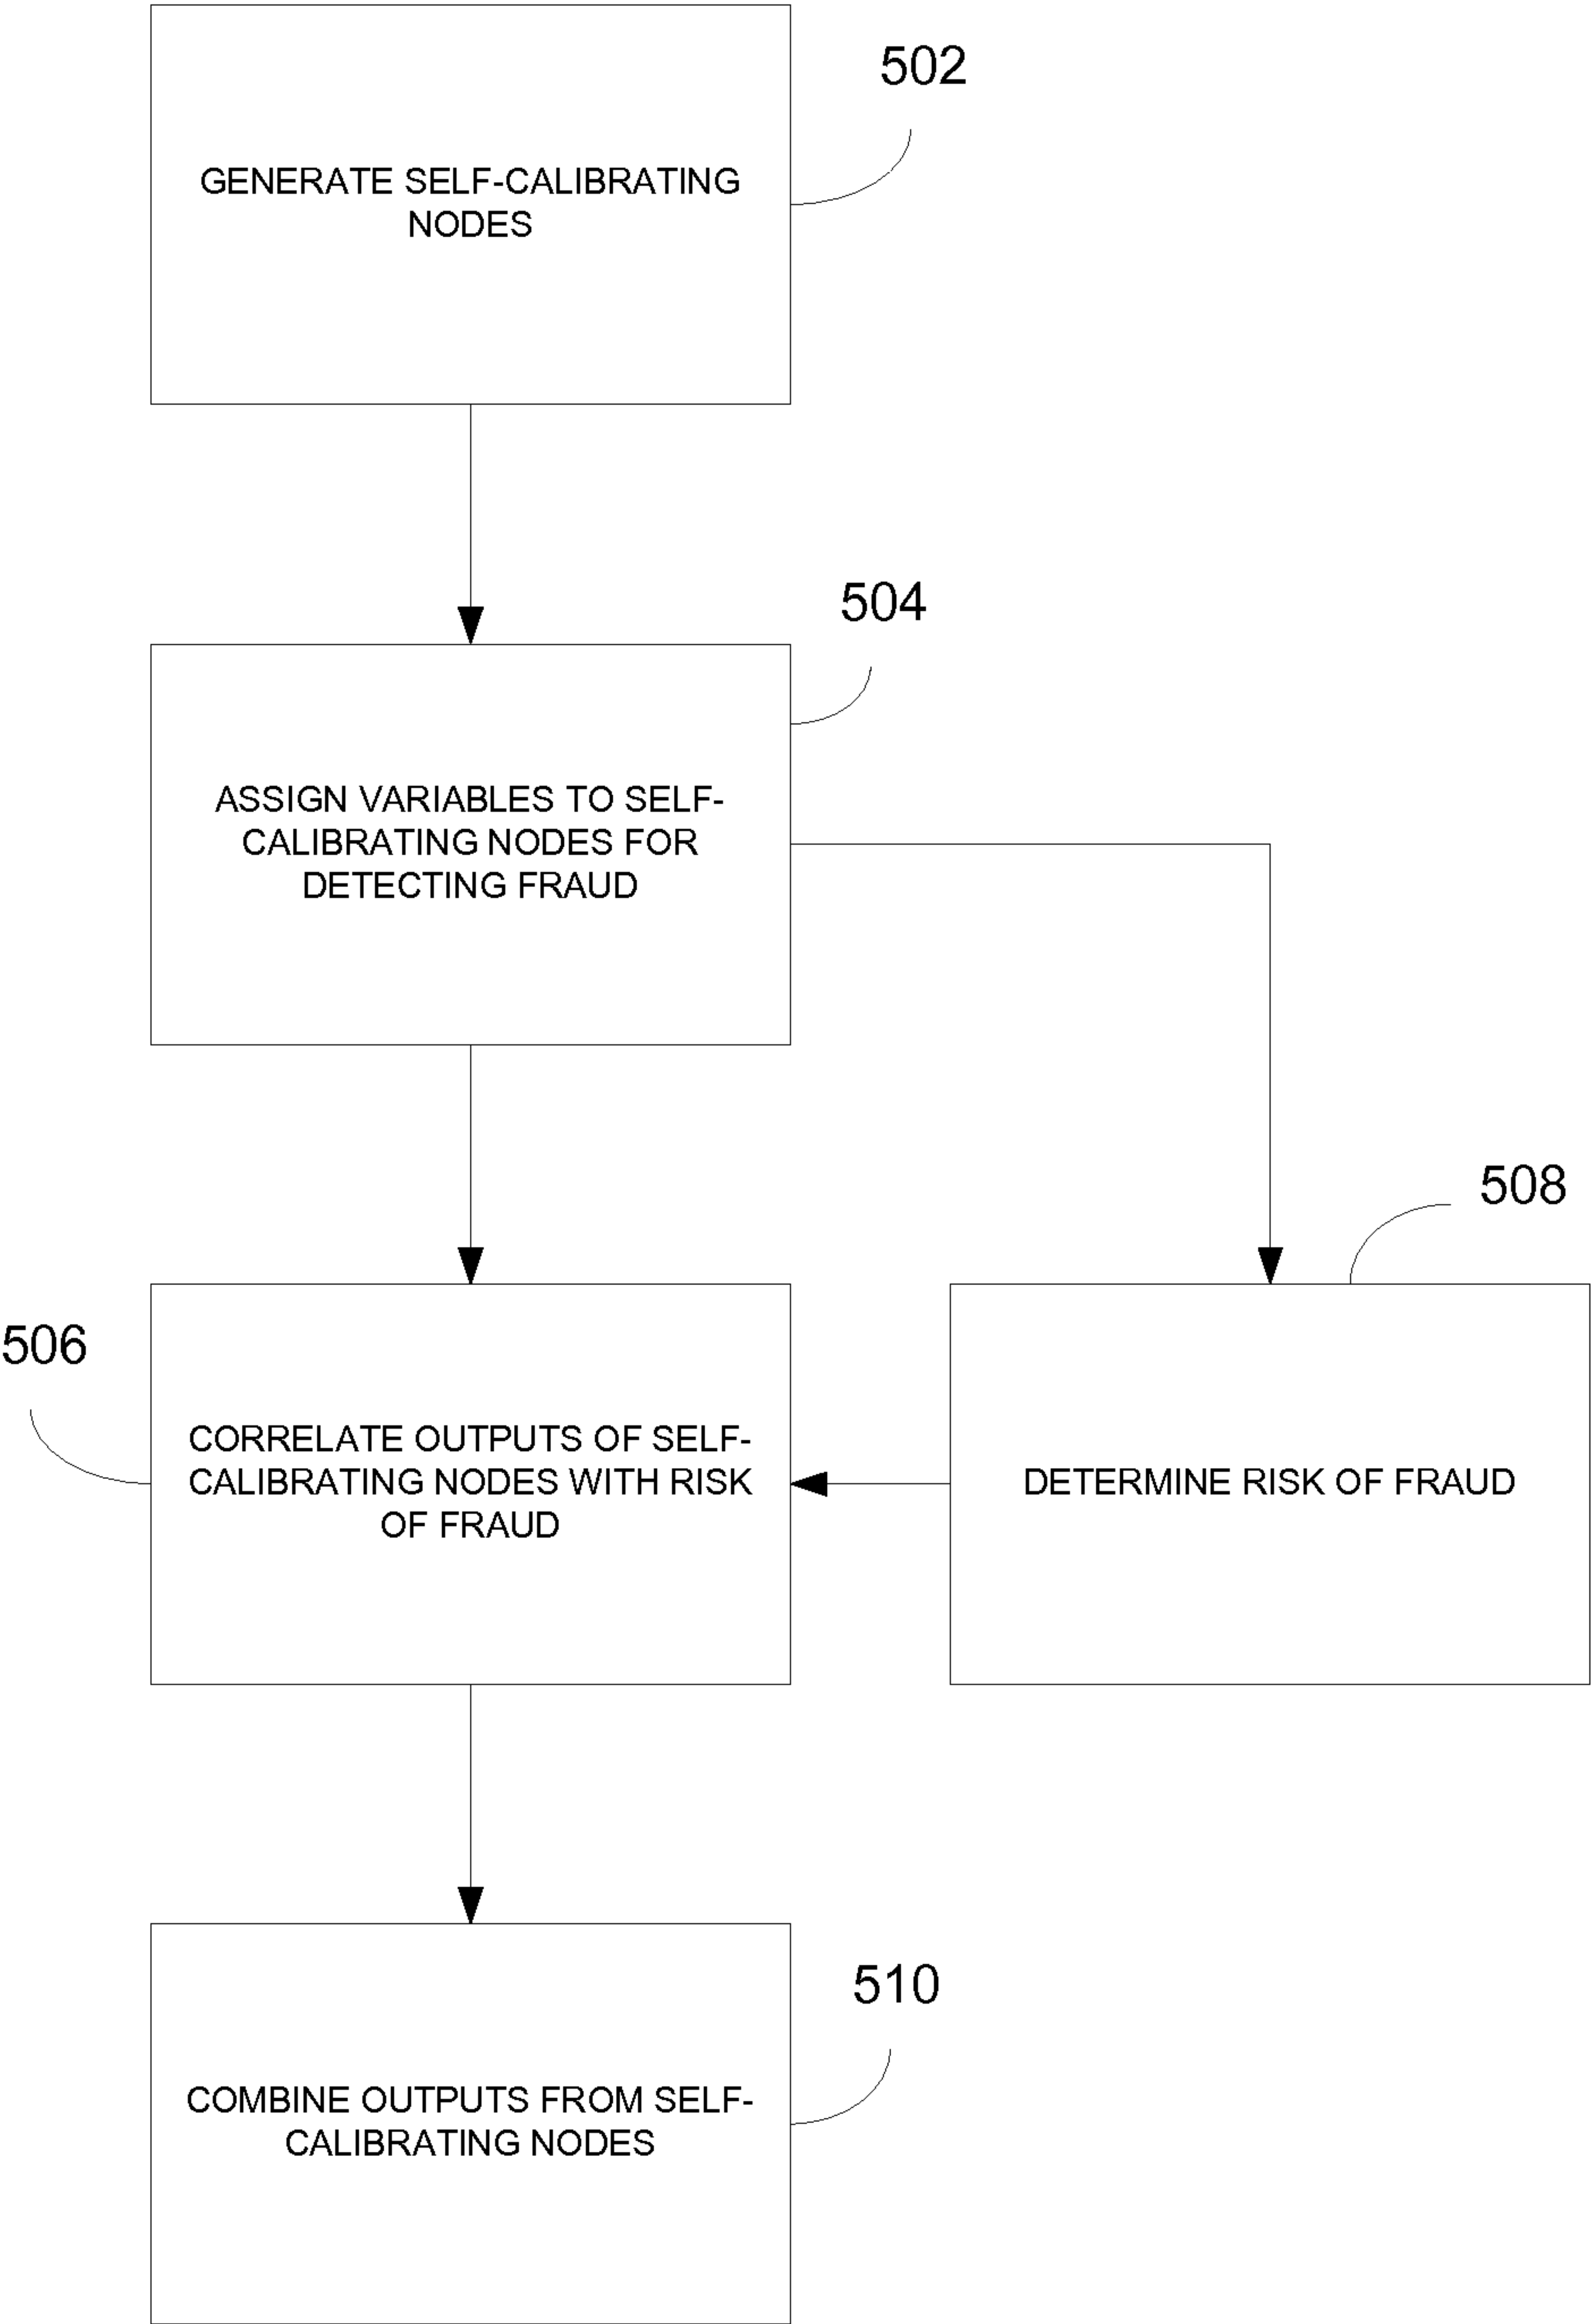 502
GENERATE SELF-CALIBRATING
NODES
504
ASSIGN VARIABLES TO SELF-
CALIBRATING NODES FOR
DETECTING FRAUD
506
CORRELATE OUTPUTS OF SELF-
CALIBRATING NODES WITH RISK
OF FRAUD
508
DETERMINE RISK OF FRAUD
510
COMBINE OUTPUTS FROM SELF-
CALIBRATING NODES